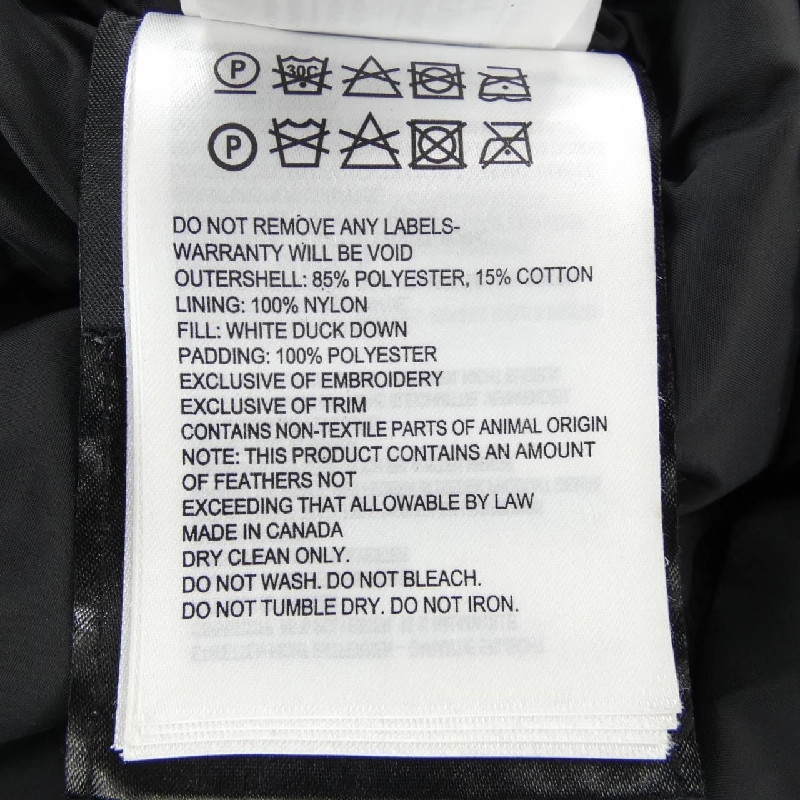 P 30C
P
DO NOT REMOVE ANY LABELS-
WARRANTY WILL BE VOID
OUTERSHELL: 85% POLYESTER, 15% COTTON
LINING: 100% NYLON
FILL: WHITE DUCK DOWN
PADDING: 100% POLYESTER
EXCLUSIVE OF EMBROIDERY
EXCLUSIVE OF TRIM
CONTAINS NON-TEXTILE PARTS OF ANIMAL ORIGIN
NOTE: THIS PRODUCT CONTAINS AN AMOUNT
OF FEATHERS NOT
EXCEEDING THAT ALLOWABLE BY LAW
MADE IN CANADA
DRY CLEAN ONLY.
DO NOT WASH. DO NOT BLEACH.
DO NOT TUMBLE DRY. DO NOT IRON.